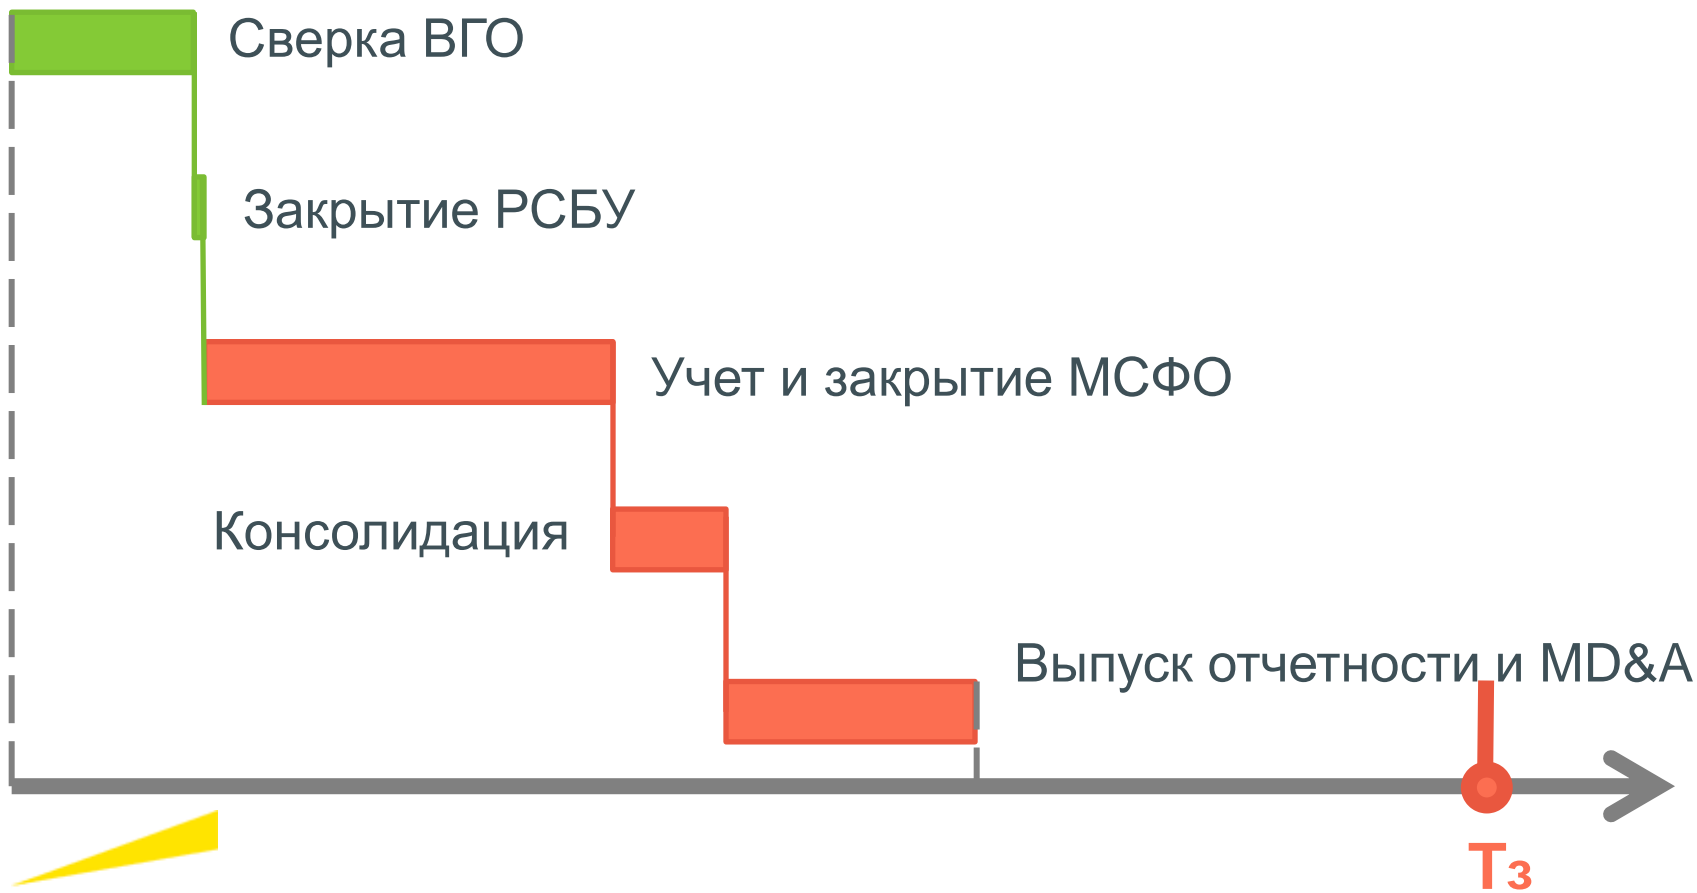 Сверка ВГО
Закрытие РСБУ
Учет и закрытие МСФО
Консолидация
Выпуск отчетности и MD&A
Тз